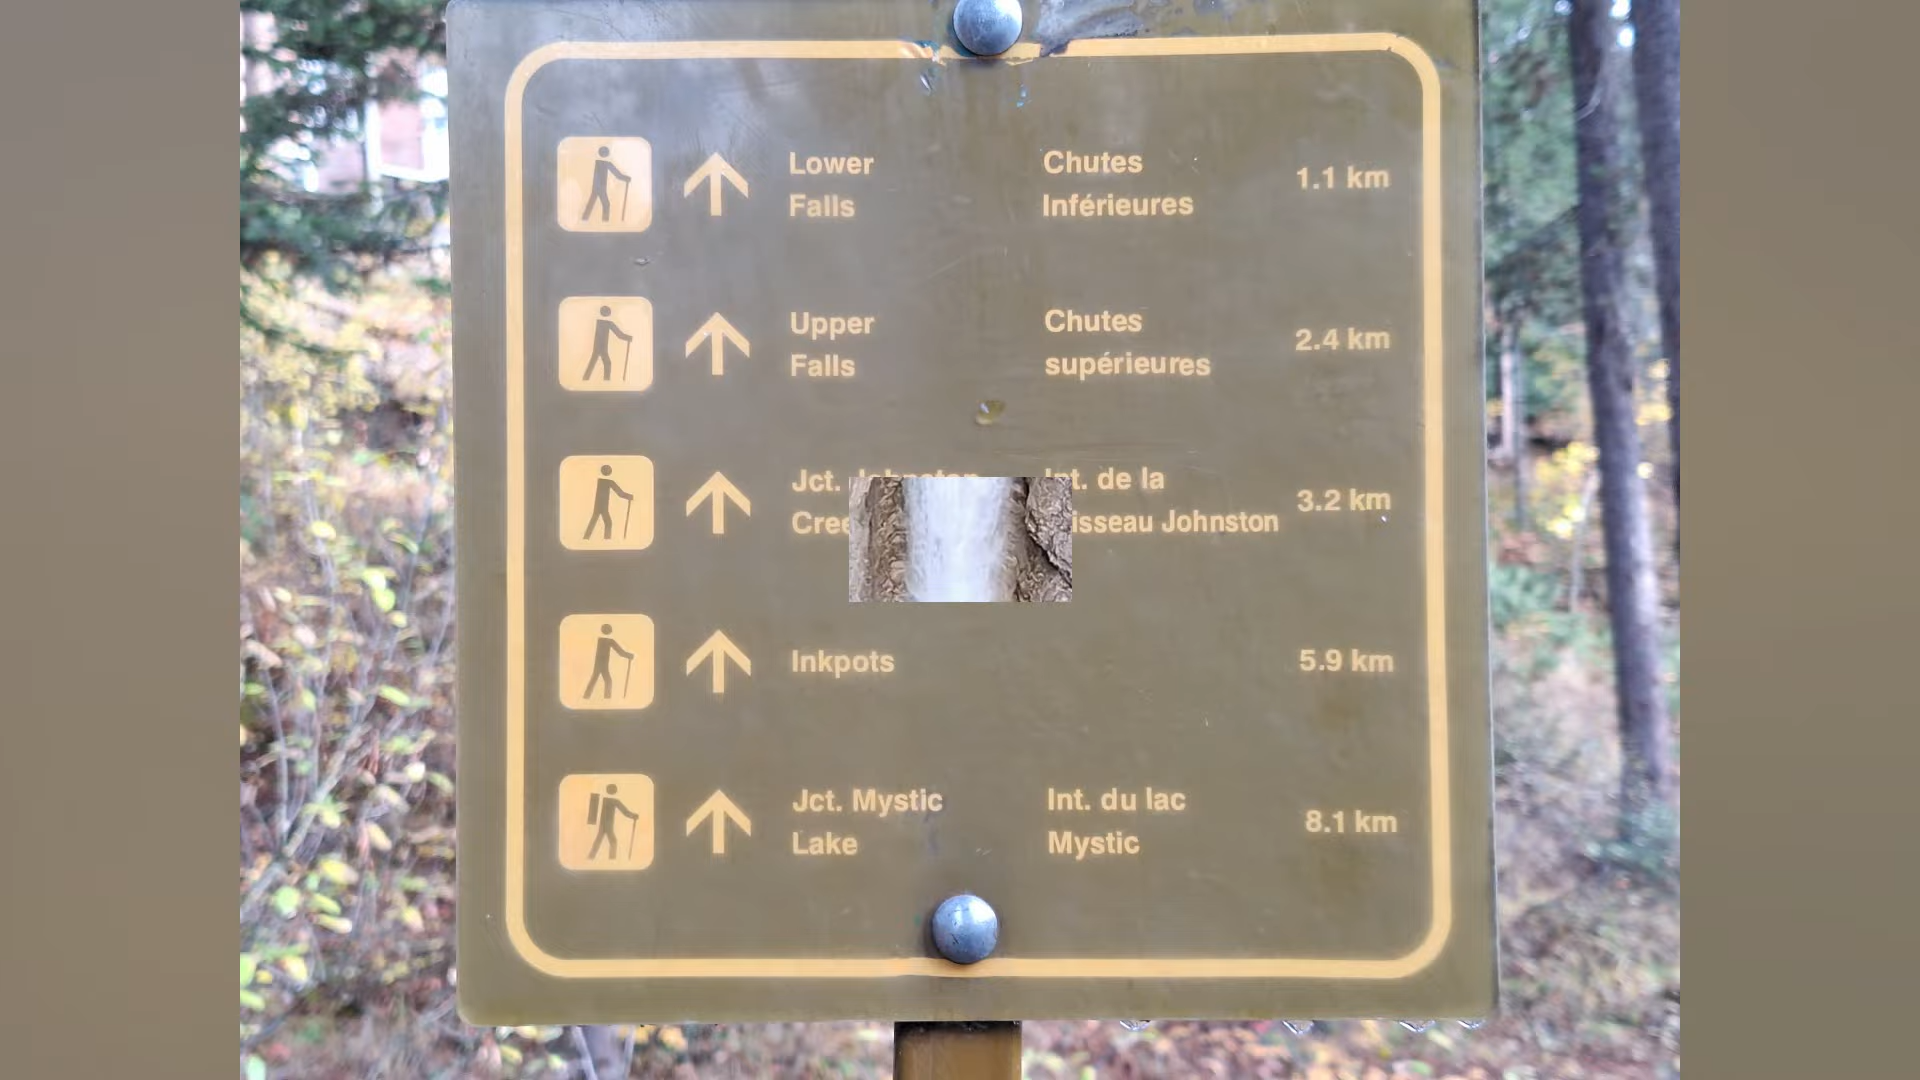 Lower Chutes 1.1 km
Falls Inférieures
Upper Chutes 2.4 km
Falls supérieures
Jct. de la 3.2 km
Johnston
Inkpots 5.9 km
Jct. Mystic Int. du lac 8.1 km
Lake Mystic